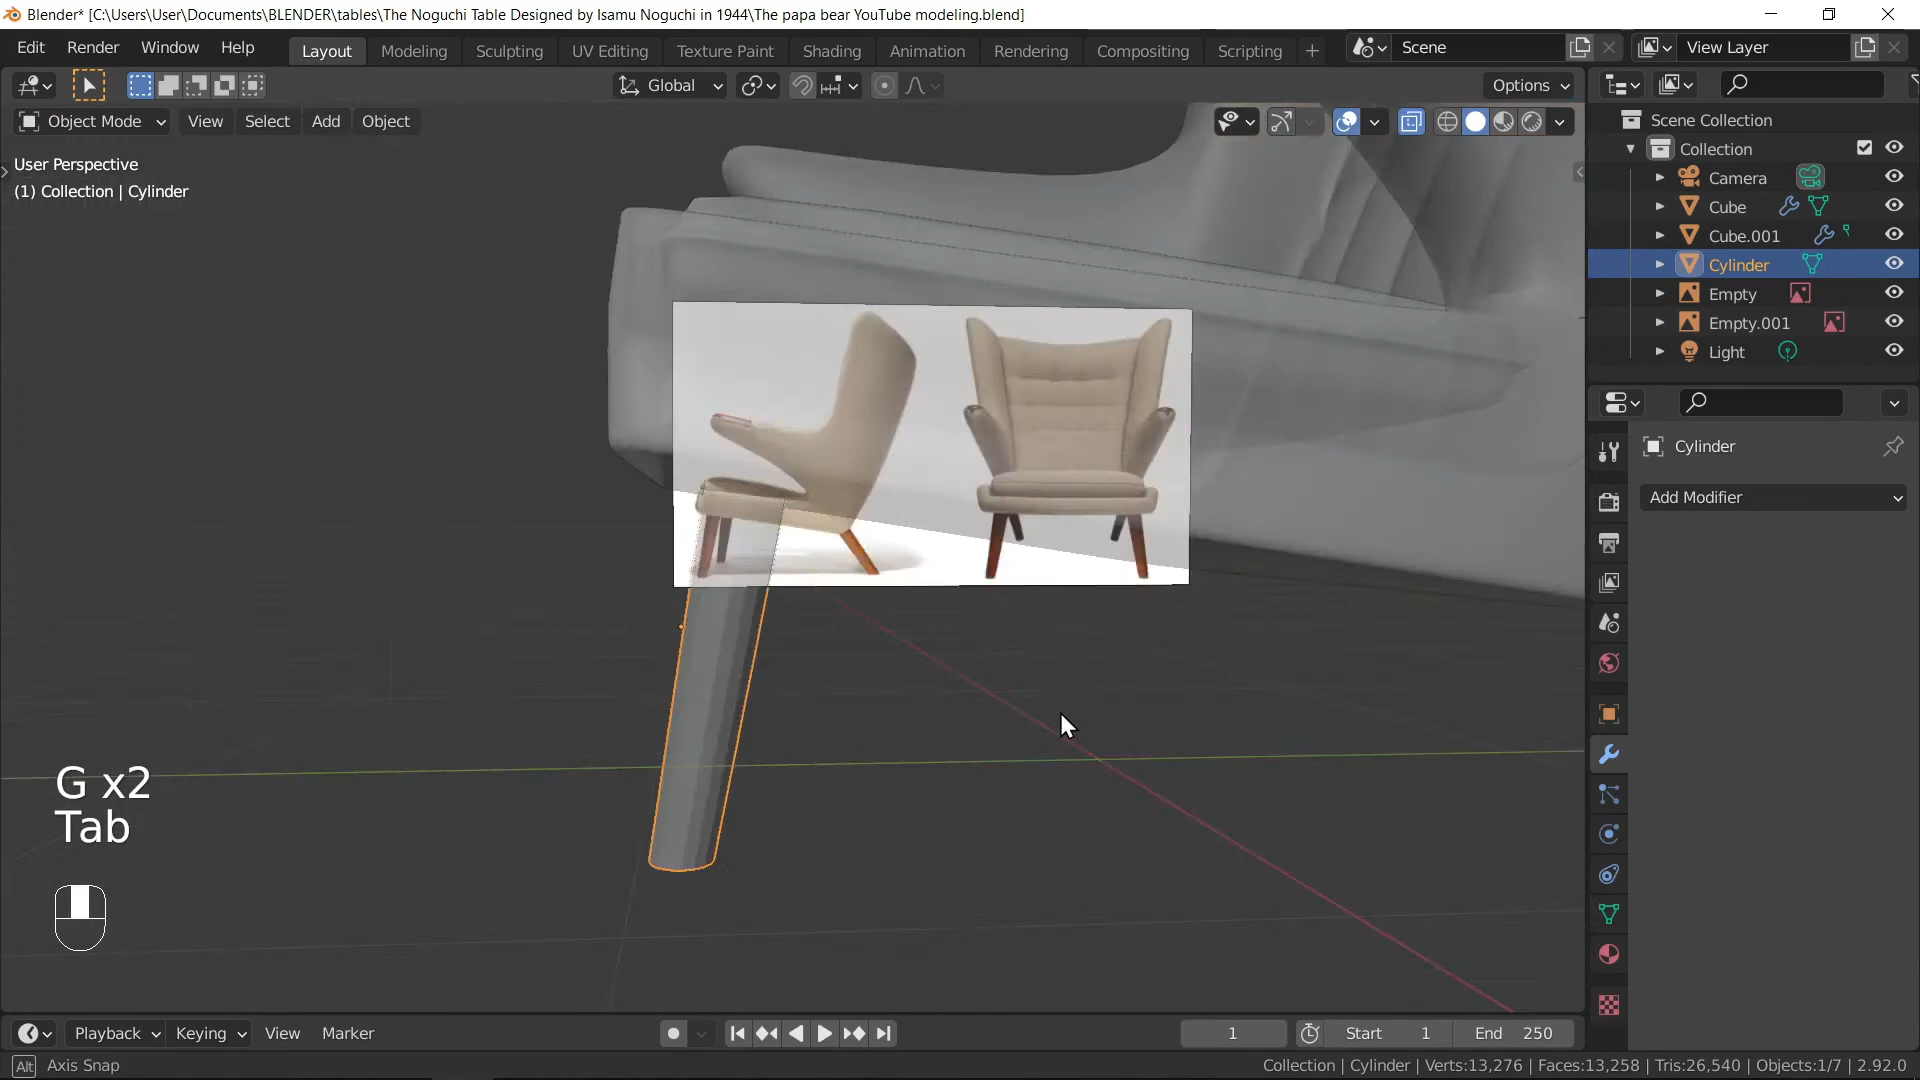 Blender* [C:\Users\User\Documents\BLENDER\tables\The Noguchi Table Designed by Isamu Noguchi in 1944\The papa bear YouTube modeling.blend]
Edit Render Window Help Layout Modeling Sculpting UV Editing Texture Paint Shading Animation Rendering Compositing Scripting + Scene View Layer
Global Options
Object Mode View Select Add Object
User Perspective
(1) Collection | Cylinder
Scene Collection
Collection
Camera
Cube
Cube.001
Cylinder
Empty
Empty.001
Light
Cylinder
Add Modifier
G x2
Tab
Playback Keying View Marker 1 Start 1 End 250
Alt Axis Snap Collection | Cylinder | Verts:13,276 | Faces:13,258 | Tris:26,540 | Objects:1/7 | 2.92.0